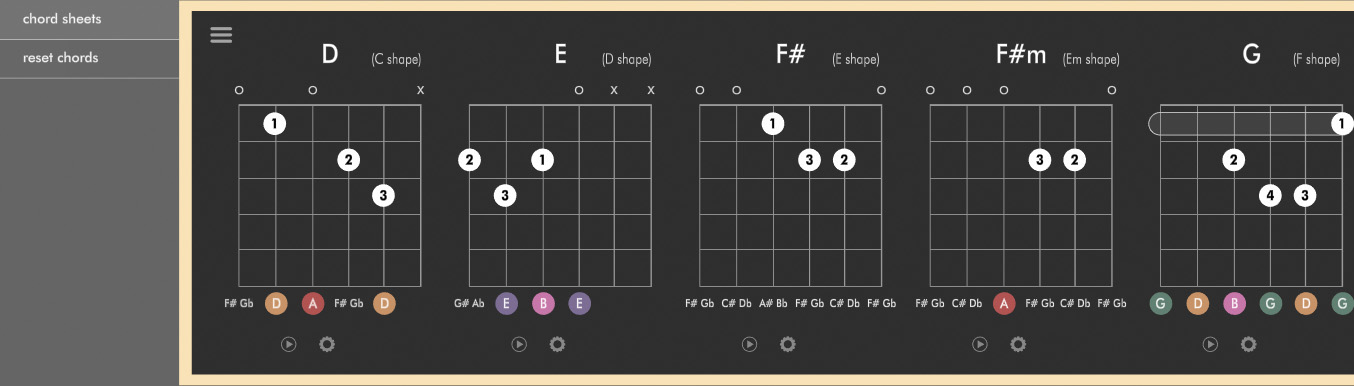 chord sheets
reset chords
D (C shape) E (D shape) F# (E shape) F#m (Em shape) G (F shape)
o o x o x x o o o o o o o
1 1 1
2 2 1 3 2 3 2 2
3 3 4 3
F# Gb D A F# Gb D G# Ab E B E F# Gb C# Db A# Bb F# Gb C# Db F# Gb F# Gb C# Db A F# Gb C# Db F# Gb G D B G D G